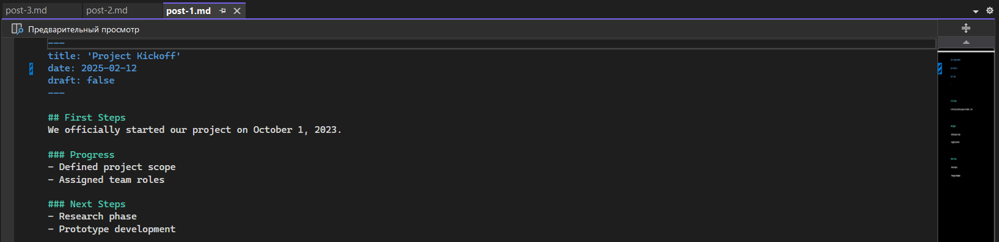 post-3.md
post-2.md
post-1.md
Предварительный просмотр
---
title: 'Project Kickoff'
date: 2025-02-12
draft: false
---
## First Steps
We officially started our project on October 1, 2023.
### Progress
- Defined project scope
- Assigned team roles
### Next Steps
- Research phase
- Prototype development